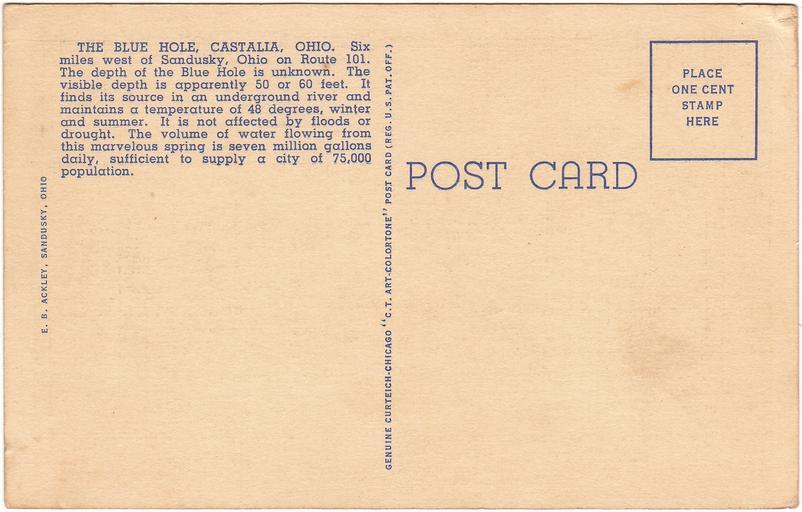 THE BLUE HOLE, CASTALIA, OHIO. Six
miles west of Sandusky, Ohio on Route 101.
The depth of the Blue Hole is unknown. The
visible depth is apparently 50 or 60 feet. It
finds its source in an underground river and
maintains a temperature of 48 degrees, winter
and summer. It is not affected by floods or
drought. The volume of water flowing from
this marvelous spring is seven million gallons
daily, sufficient to supply a city of 75,000
population.
E. B. ACKLEY, SANDUSKY, OHIO
GENUINE CURTEICH-CHICAGO "C.T. ART-COLORTONE" POST CARD (REG. U.S. PAT. OFF.)
POST CARD
PLACE
ONE CENT
STAMP
HERE